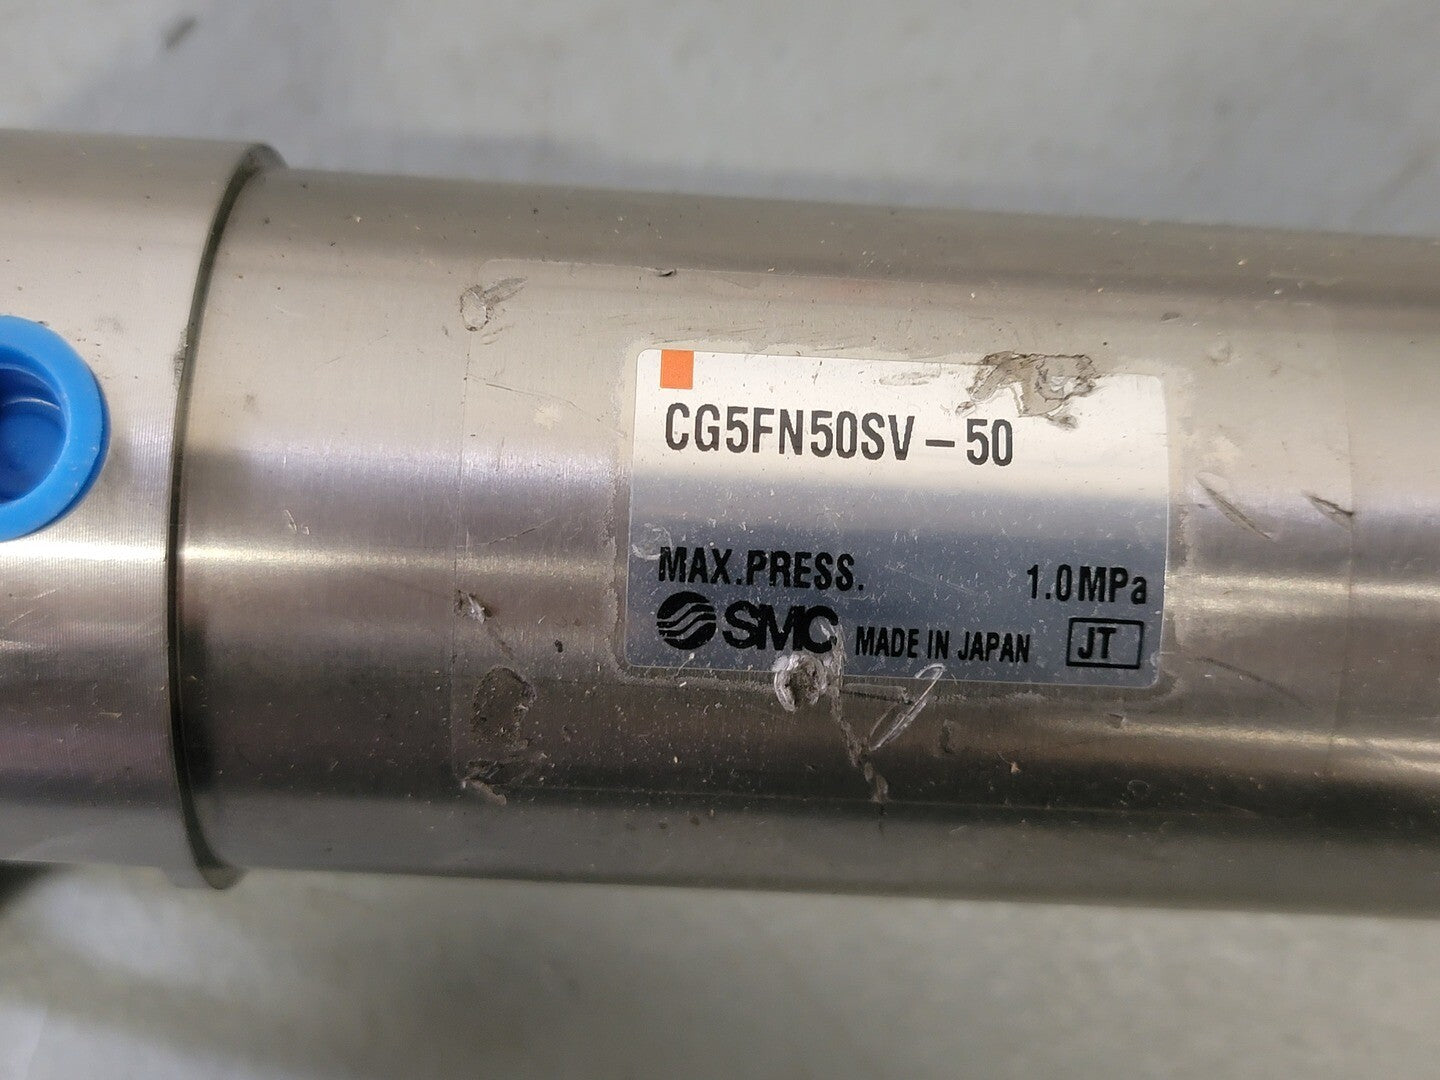 CG5FN50SV-50
MAX.PRESS. 1.0MPa
SMC MADE IN JAPAN JT